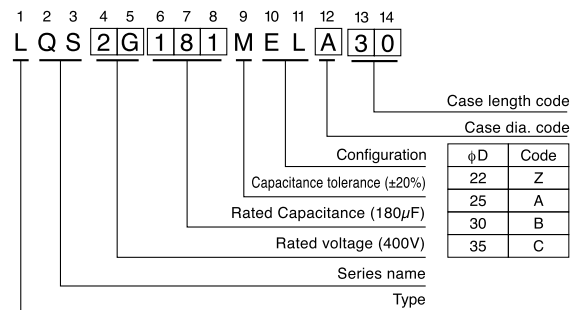 1 2 3 4 5 6 7 8 9 10 11 12 13 14
L Q S 2 G 1 8 1 M E L A 3 0
Case length code
Case dia. code
Configuration
Capacitance tolerance (±20%)
Rated Capacitance (180µF)
Rated voltage (400V)
Series name
Type
ϕD Code
22 Z
25 A
30 B
35 C